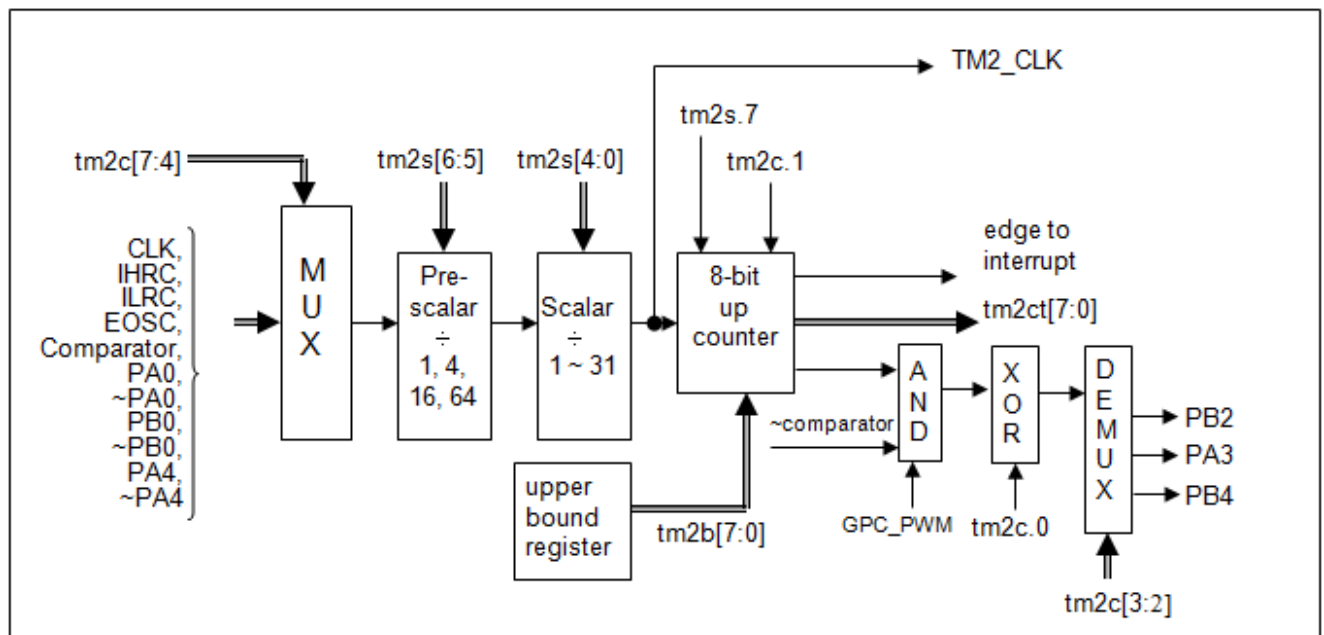 TM2_CLK
tm2s.7
tm2c[7:4]
tm2s[6:5]
tm2s[4:0]
tm2c.1
CLK,
IHRC,
ILRC,
EOSC,
Comparator,
PA0,
~PA0,
PB0,
~PB0,
PA4,
~PA4
M
U
X
Pre-
scalar
÷
1, 4,
16, 64
Scalar
÷
1 ~ 31
8-bit
up
counter
edge to
interrupt
tm2ct[7:0]
~comparator
A
N
D
X
O
R
D
E
M
U
X
PB2
PA3
PB4
upper
bound
register
tm2b[7:0]
GPC_PWM
tm2c.0
tm2c[3:2]